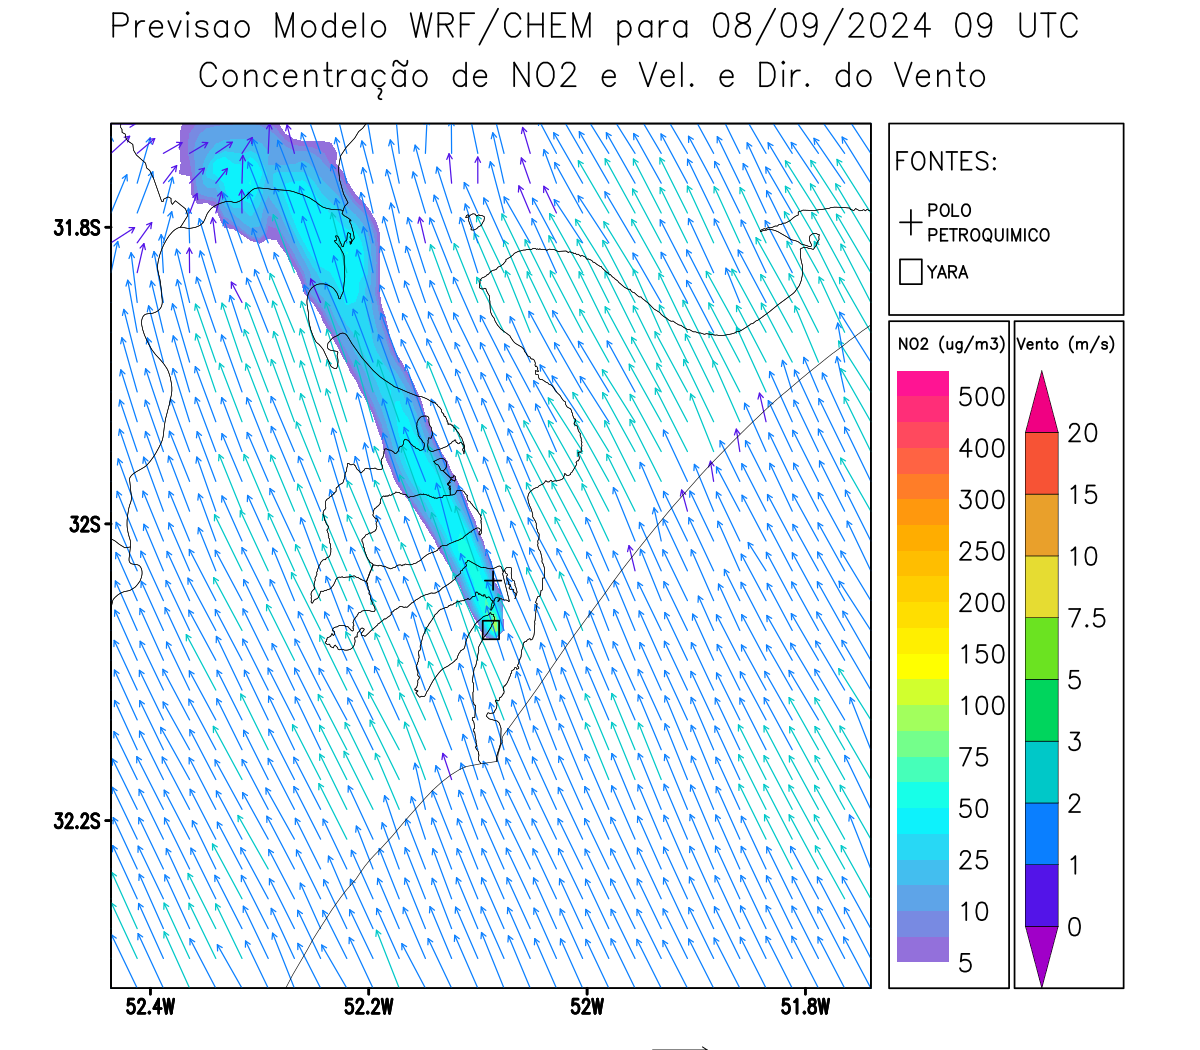 Previsao Modelo WRF/CHEM para 08/09/2024 09 UTC
Concentração de NO2 e Vel. e Dir. do Vento
FONTES:
POLO
PETROQUIMICO
YARA
31.8S
32S
32.2S
52.4W
52.2W
52W
51.8W
NO2 (ug/m3)
500
400
300
250
200
150
100
75
50
25
10
5
Vento (m/s)
20
15
10
7.5
5
3
2
1
0